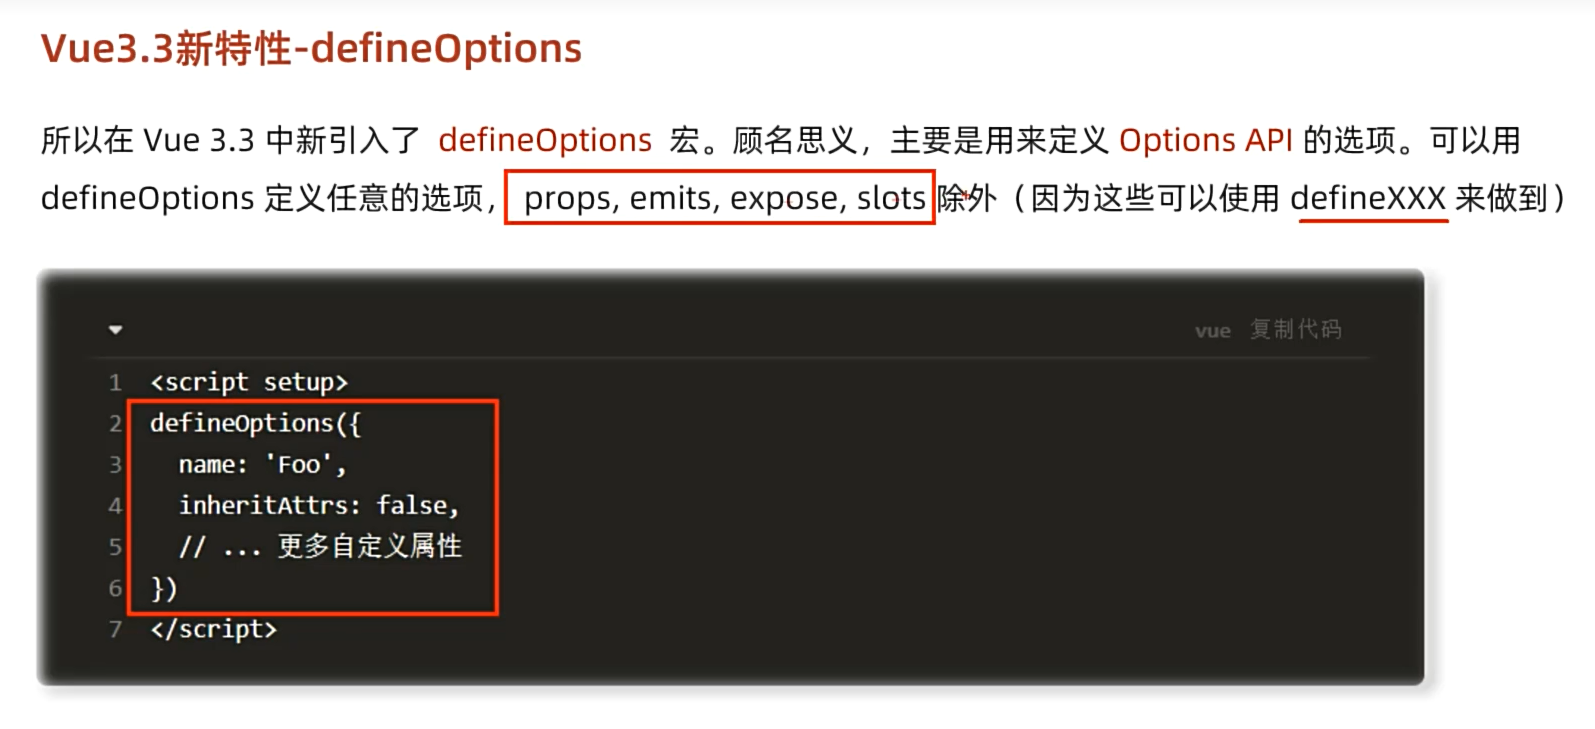 Vue3.3新特性-defineOptions
所以在 Vue 3.3 中新引入了 defineOptions 宏。顾名思义，主要是用来定义 Options API 的选项。可以用
defineOptions 定义任意的选项， props, emits, expose, slots 除外（因为这些可以使用 defineXXX 来做到）
vue 复制代码
1 <script setup>
2 defineOptions({
3   name: 'Foo',
4   inheritAttrs: false,
5   // ... 更多自定义属性
6 })
7 </script>